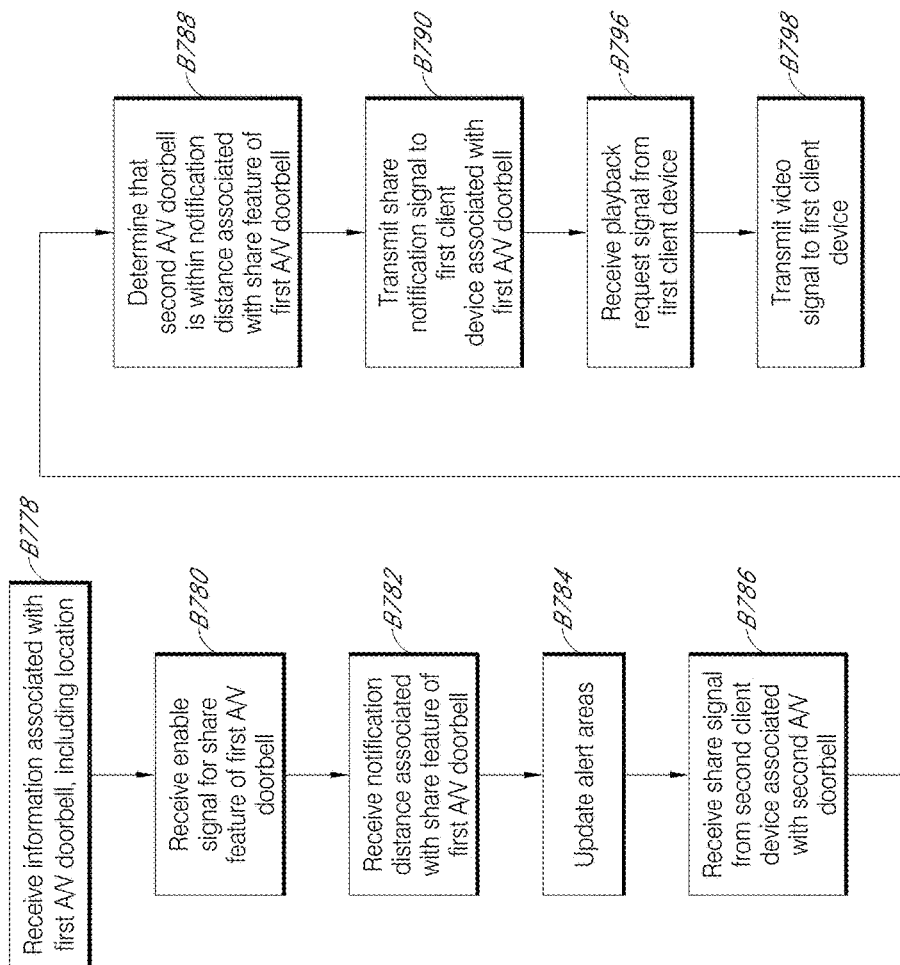 B778
Receive information associated with
first A/V doorbell, including location
B780
Receive enable
signal for share
feature of first A/V
doorbell
B782
Receive notification
distance associated
with share feature of
first A/V doorbell
B784
Update alert areas
B786
Receive share signal
from second client
device associated
with second A/V
doorbell
B788
Determine that
second A/V doorbell
is within notification
distance associated
with share feature of
first A/V doorbell
B790
Transmit share
notification signal to
first client
device associated with
first A/V doorbell
B796
Receive playback
request signal from
first client device
B798
Transmit video
signal to first client
device